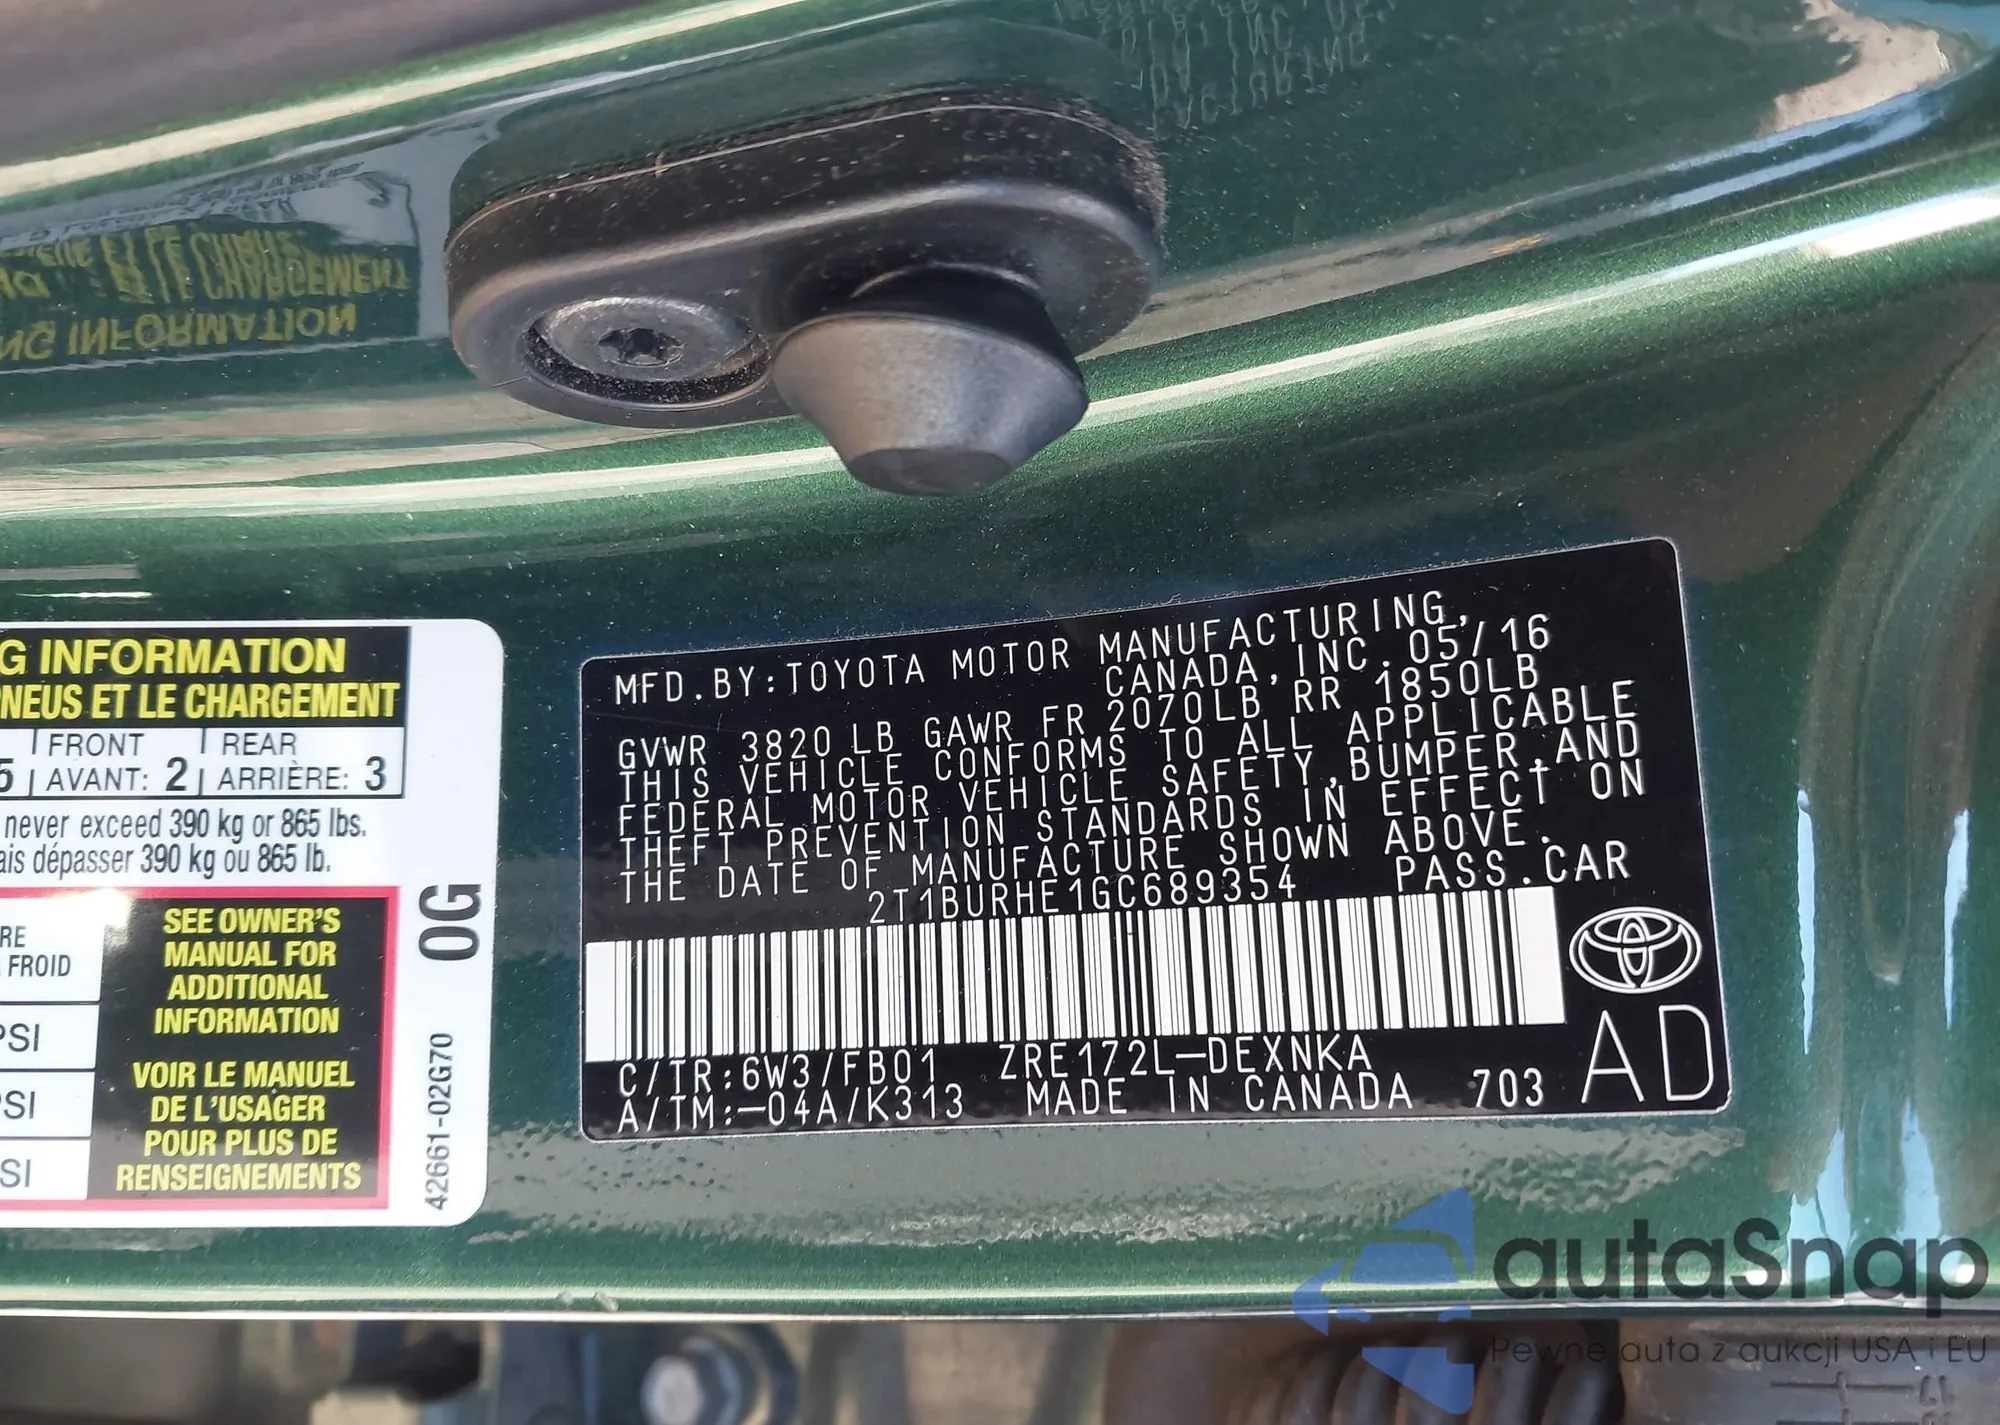 G INFORMATION
NEUS ET LE CHARGEMENT
5 FRONT REAR
AVANT: 2 ARRIÈRE: 3
never exceed 390 kg or 865 lbs.
ais dépasser 390 kg ou 865 lb.
RE
FROID
PSI
PSI
SI
SEE OWNER'S
MANUAL FOR
ADDITIONAL
INFORMATION
VOIR LE MANUEL
DE L'USAGER
POUR PLUS DE
RENSEIGNEMENTS
0G
42661-02G70
MFD.BY:TOYOTA MOTOR MANUFACTURING,
CANADA,INC. 05/16
GVWR 3820 LB GAWR FR 2070LB RR 1850LB
THIS VEHICLE CONFORMS TO ALL APPLICABLE
FEDERAL MOTOR VEHICLE SAFETY,BUMPER,AND
THEFT PREVENTION STANDARDS IN EFFECT ON
THE DATE OF MANUFACTURE SHOWN ABOVE.
2T1BURHE1GC689354 PASS.CAR
C/TR:6W3/FB01 ZRE172L-DEXNKA
A/TM:-04A/K313 MADE IN CANADA 703
AD
autaSnap
Pewne auta z aukcji USA i EU